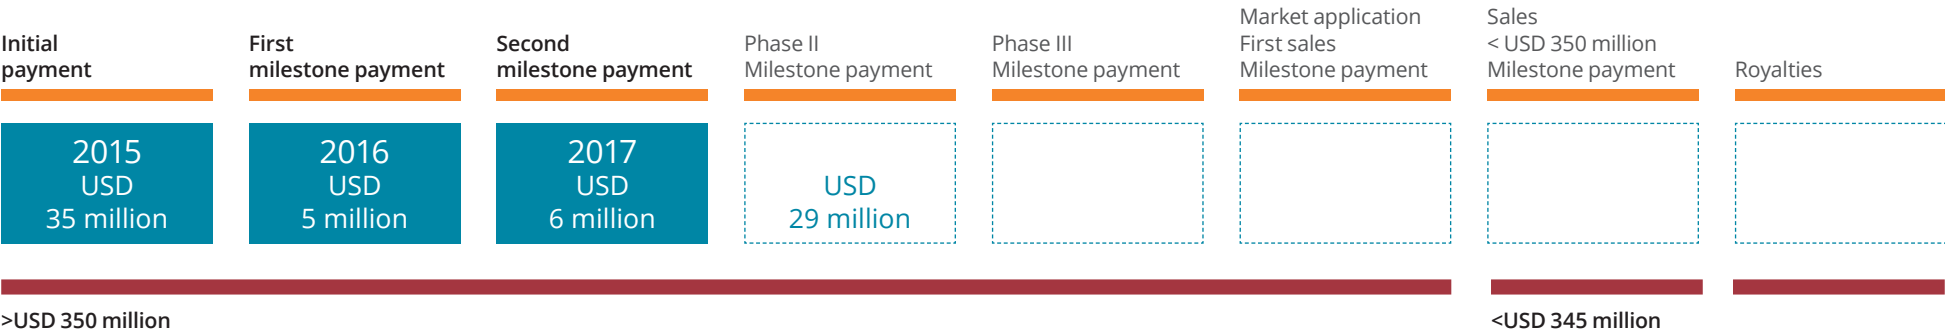 Initial
payment
First
milestone payment
Second
milestone payment
Phase II
Milestone payment
Phase III
Milestone payment
Market application
First sales
Milestone payment
Sales
< USD 350 million
Milestone payment
Royalties
2015
USD
35 million
2016
USD
5 million
2017
USD
6 million
USD
29 million
>USD 350 million
<USD 345 million